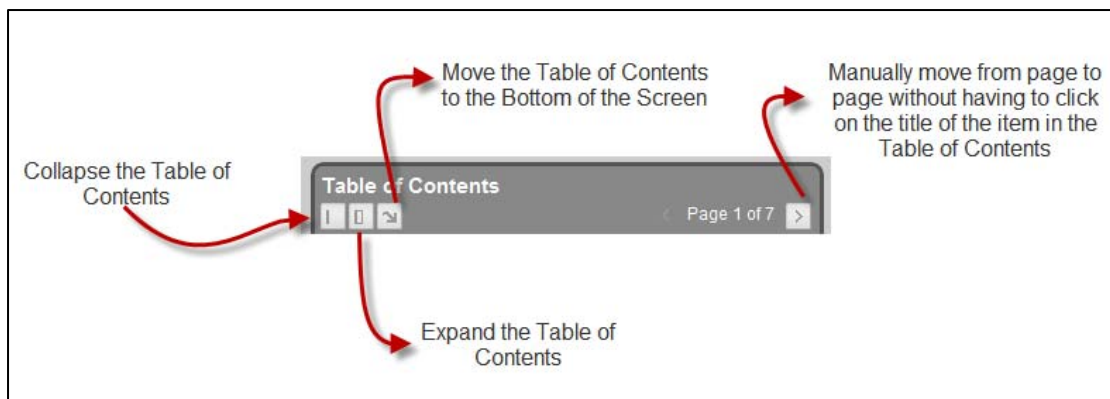 Move the Table of Contents
to the Bottom of the Screen
Manually move from page to
page without having to click
on the title of the item in the
Table of Contents
Collapse the Table of
Contents
Table of Contents
Page 1 of 7
Expand the Table of
Contents